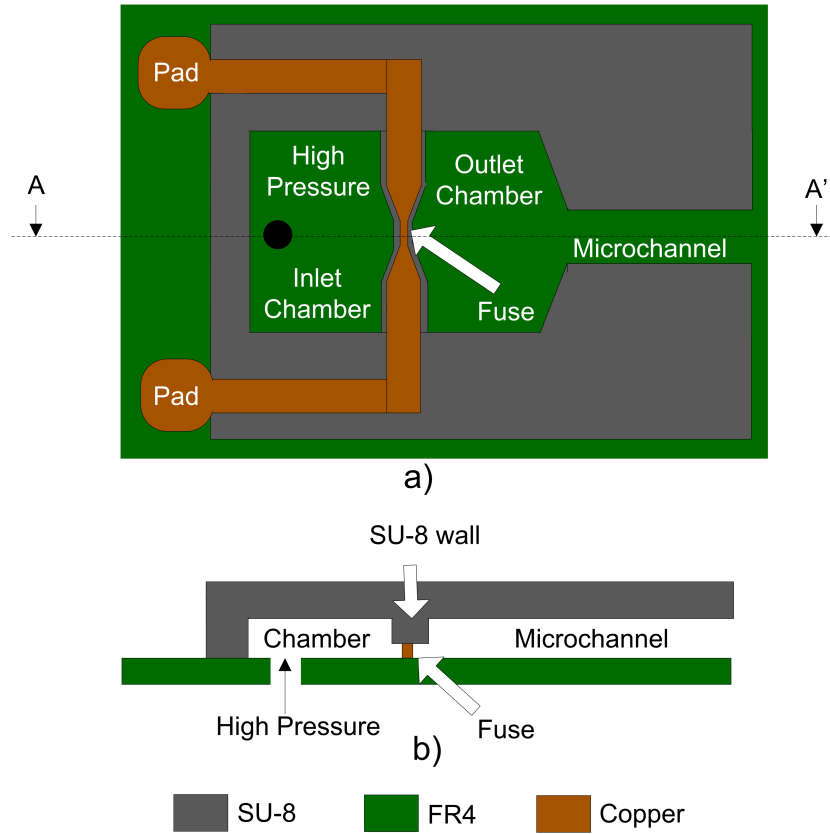 Pad
High
Pressure
Outlet
Chamber
A
A’
Microchannel
Inlet
Chamber
Fuse
Pad
a)
SU-8 wall
Chamber
Microchannel
High Pressure
Fuse
b)
SU-8
FR4
Copper